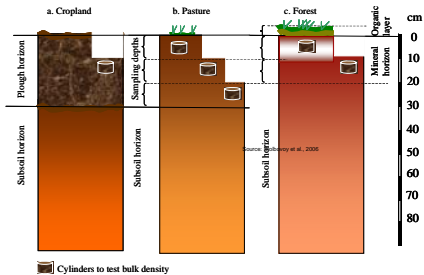 a. Cropland
b. Pasture
c. Forest
Organic
layer
cm
Plough horizon
Sampling depths
Mineral
horizon
0
10
20
30
40
50
60
70
80
Subsoil horizon
Subsoil horizon
Subsoil horizon
Source: et al., 2006
Cylinders to test bulk density